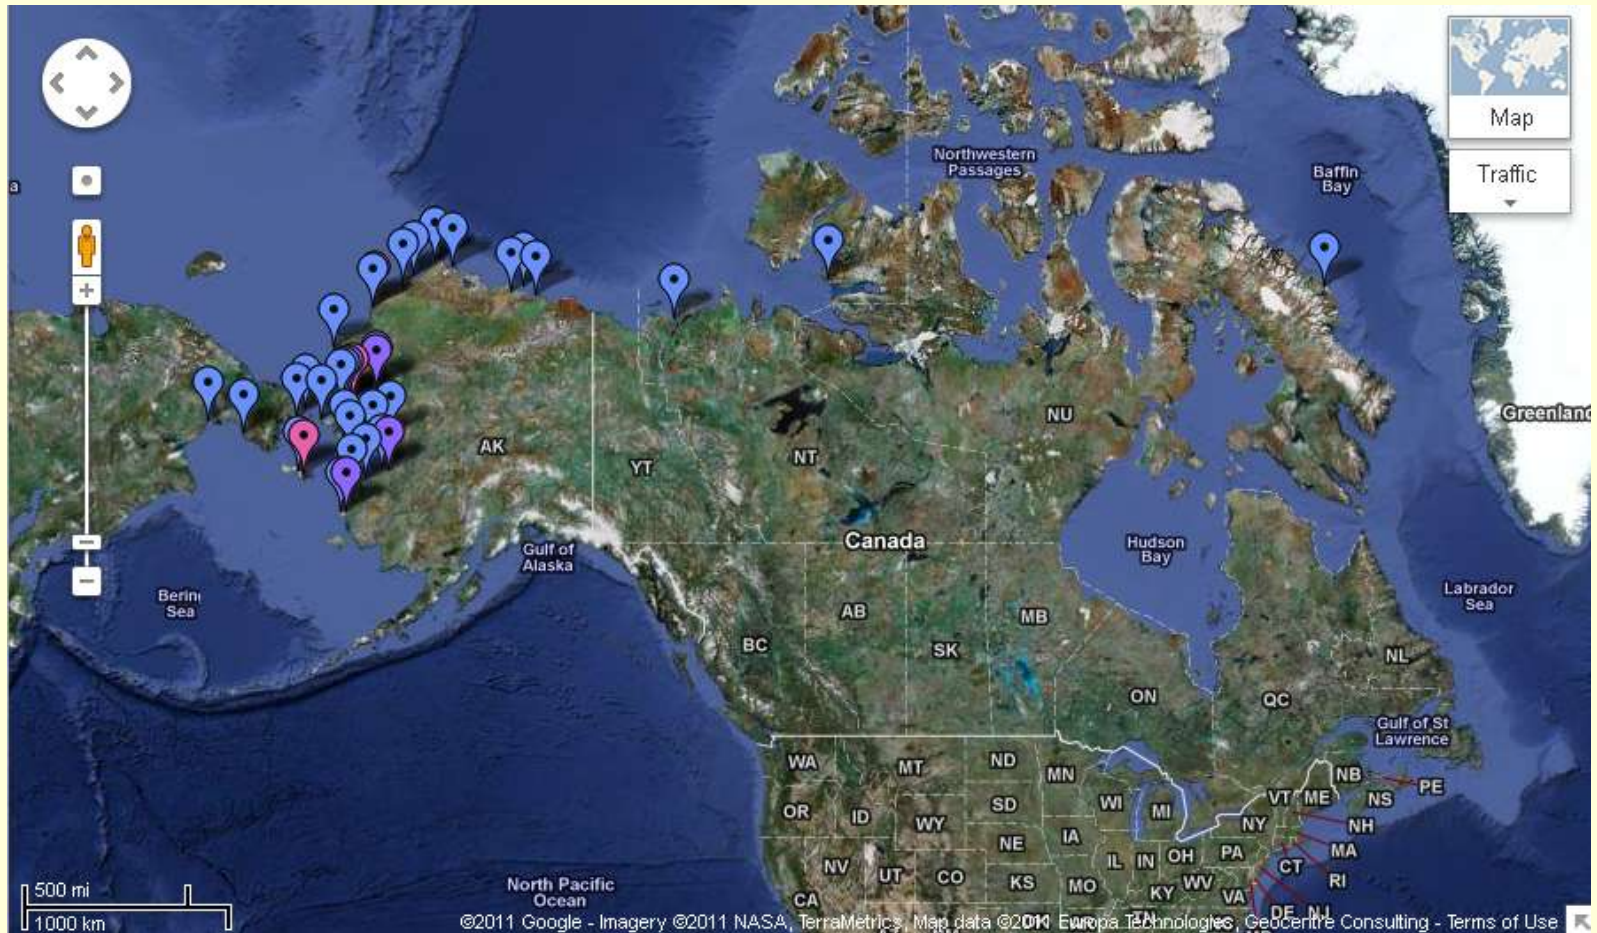 Map
Traffic
a
Northwestern
Passages
Baffin
Bay
Greenland
NU
AK
YT
NT
Canada
Hudson
Bay
Gulf of
Alaska
Bering
Sea
Labrador
Sea
AB
MB
BC
SK
NL
ON
QC
Gulf of St
Lawrence
WA
MT
ND
MN
NB
PE
OR
ID
SD
WI
MI
VT
ME
NS
WY
NY
NH
NE
IA
MA
NV
UT
CO
IL
IN
OH
PA
CT
RI
KS
MO
KY
WV
VA
CA
DE
NJ
North Pacific
Ocean
OK
TN
500 mi
1000 km
©2011 Google - Imagery ©2011 NASA, TerraMetrics, Map data ©2011 Europa Technologies, Geocentre Consulting - Terms of Use